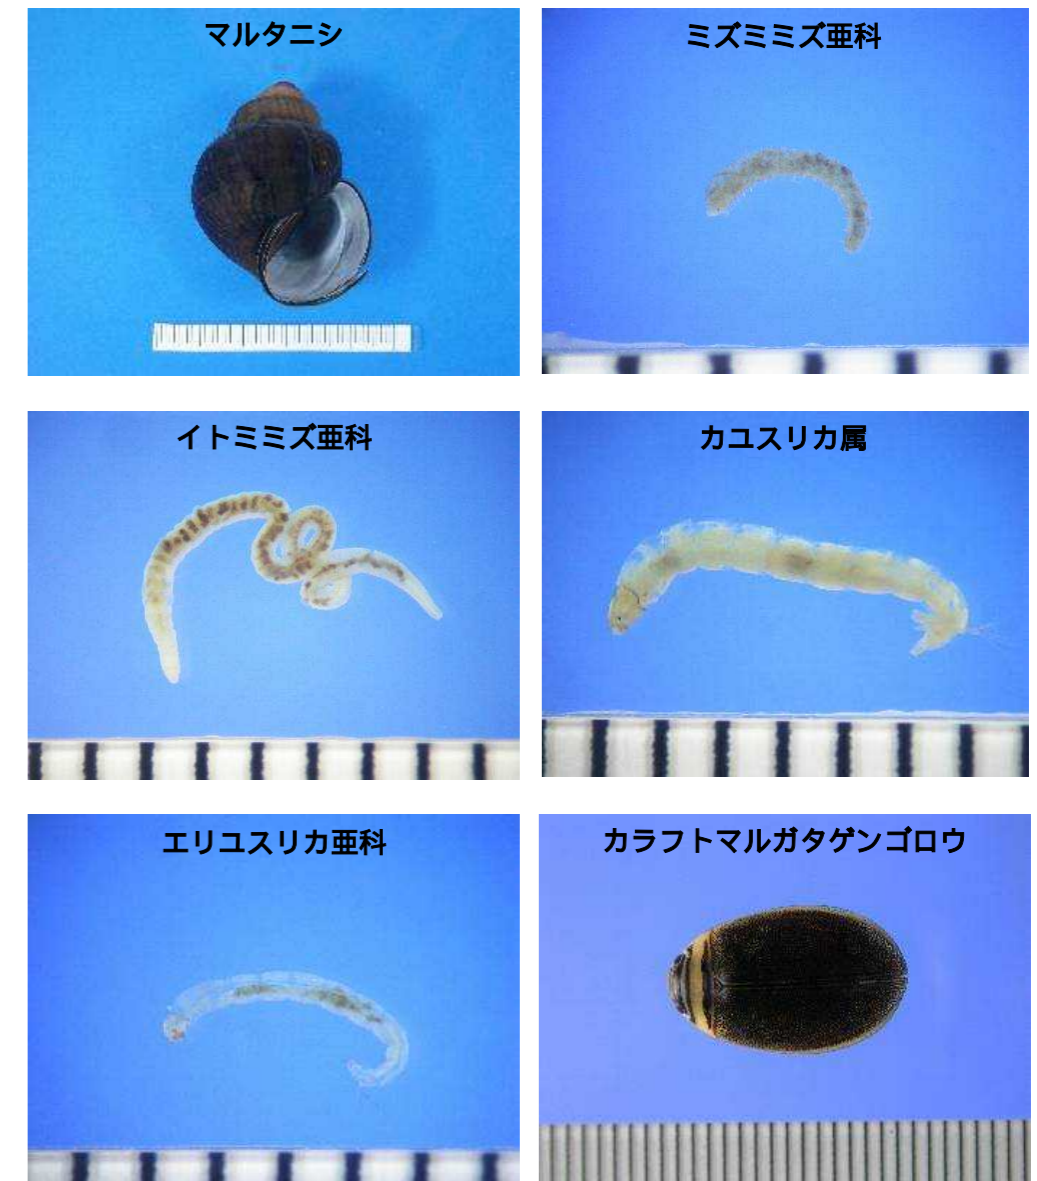 マルタニシ
ミズミミズ亜科
イトミミズ亜科
カユスリカ属
エリユスリカ亜科
カラフトマルガタゲンゴロウ